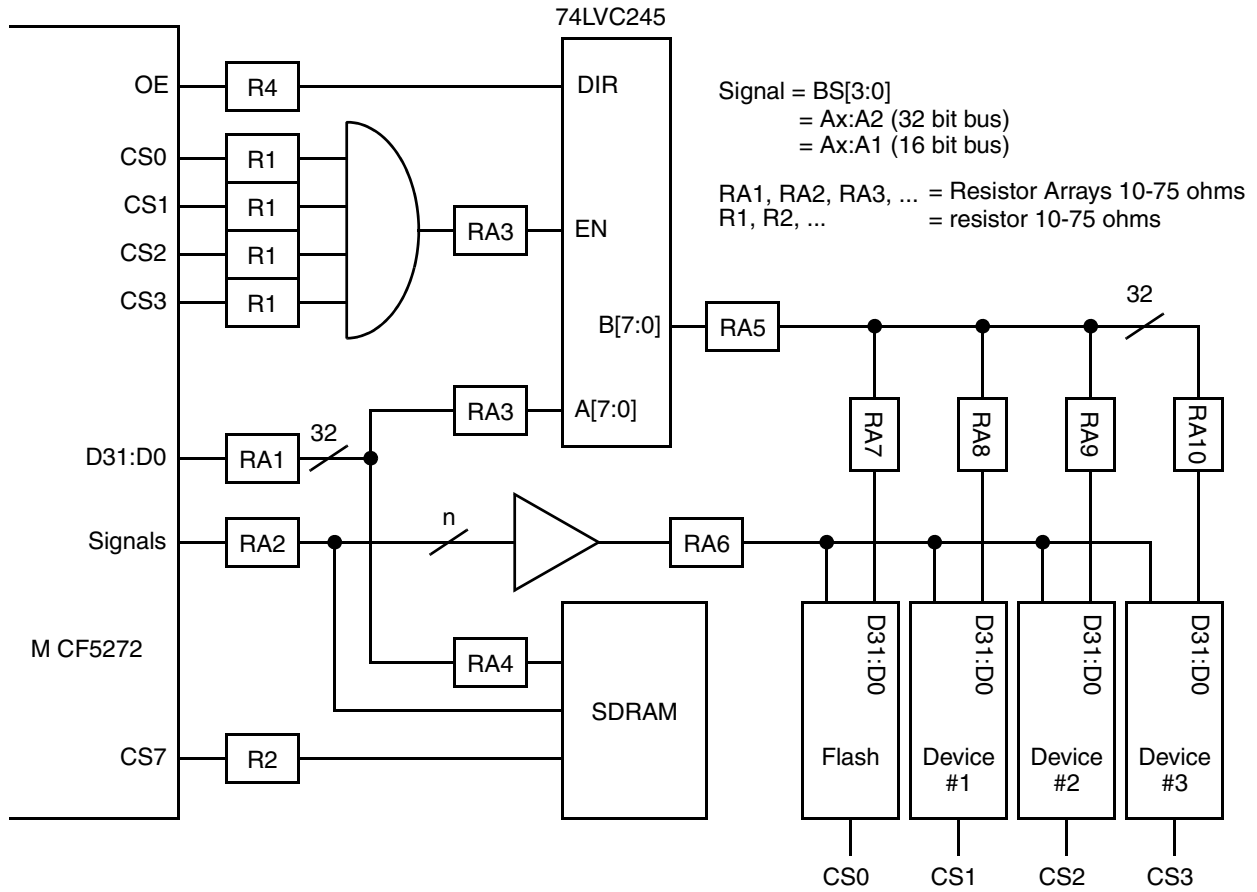 74LVC245
OE
R4
DIR
Signal = BS[3:0]
= Ax:A2 (32 bit bus)
= Ax:A1 (16 bit bus)
CS0
R1
CS1
R1
CS2
R1
CS3
R1
RA3
EN
RA1, RA2, RA3, ... = Resistor Arrays 10-75 ohms
R1, R2, ... = resistor 10-75 ohms
B[7:0]
RA5
32
RA3
A[7:0]
RA7
RA8
RA9
RA10
D31:D0
RA1
32
Signals
RA2
n
RA6
M CF5272
RA4
SDRAM
CS7
R2
D31:D0
D31:D0
D31:D0
D31:D0
Flash
Device
#1
Device
#2
Device
#3
CS0
CS1
CS2
CS3